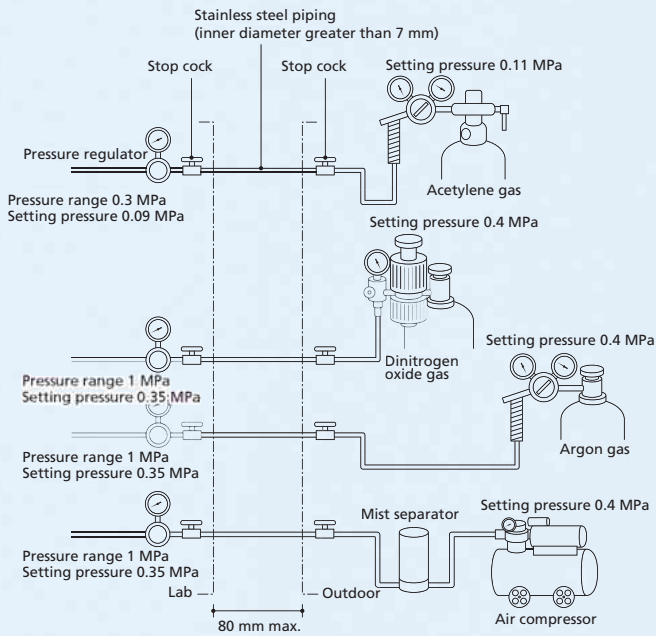 Stainless steel piping
(inner diameter greater than 7 mm)
Stop cock
Stop cock
Setting pressure 0.11 MPa
Pressure regulator
Acetylene gas
Pressure range 0.3 MPa
Setting pressure 0.09 MPa
Setting pressure 0.4 MPa
Dinitrogen
oxide gas
Setting pressure 0.4 MPa
Pressure range 1 MPa
Setting pressure 0.35 MPa
Argon gas
Pressure range 1 MPa
Setting pressure 0.35 MPa
Mist separator
Setting pressure 0.4 MPa
Pressure range 1 MPa
Setting pressure 0.35 MPa
Lab
Outdoor
80 mm max.
Air compressor